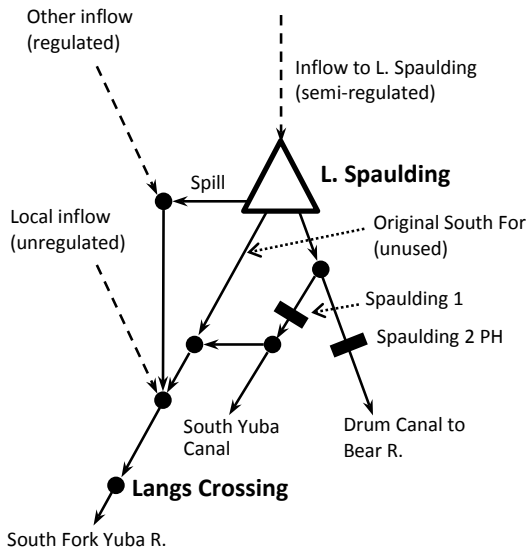 Other inflow
(regulated)
Inflow to L. Spaulding
(semi-regulated)
L. Spaulding
Spill
Local inflow
(unregulated)
Original South For
(unused)
Spaulding 1
Spaulding 2 PH
South Yuba
Canal
Drum Canal to
Bear R.
Langs Crossing
South Fork Yuba R.